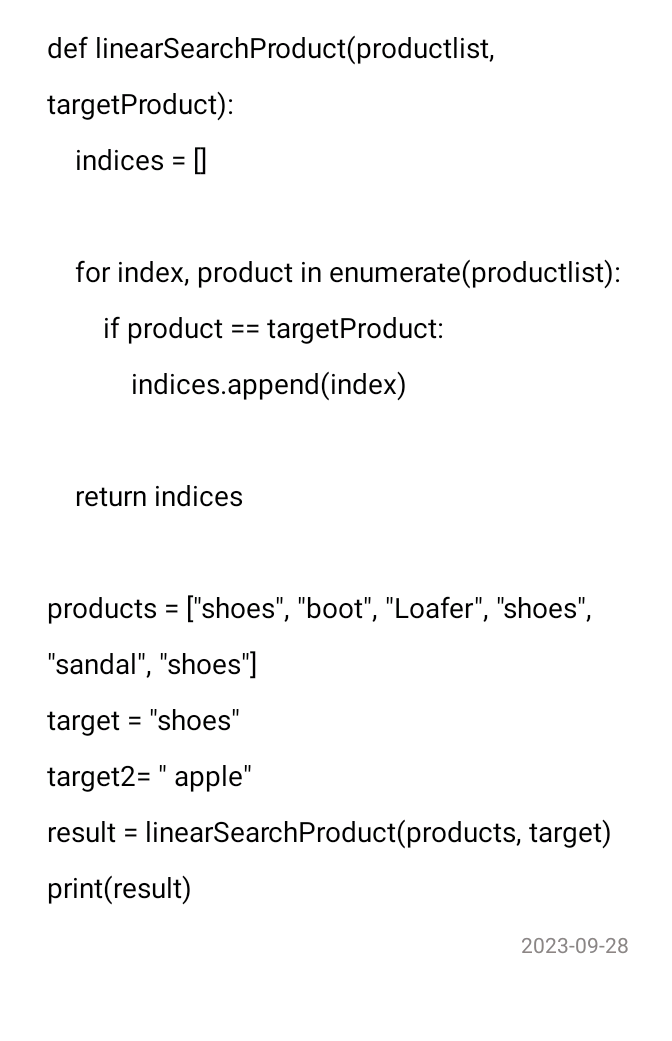 def linearSearchProduct(productlist,
targetProduct):
    indices = []
    for index, product in enumerate(productlist):
        if product == targetProduct:
            indices.append(index)
    return indices
products = ["shoes", "boot", "Loafer", "shoes",
"sandal", "shoes"]
target = "shoes"
target2= " apple"
result = linearSearchProduct(products, target)
print(result)
2023-09-28